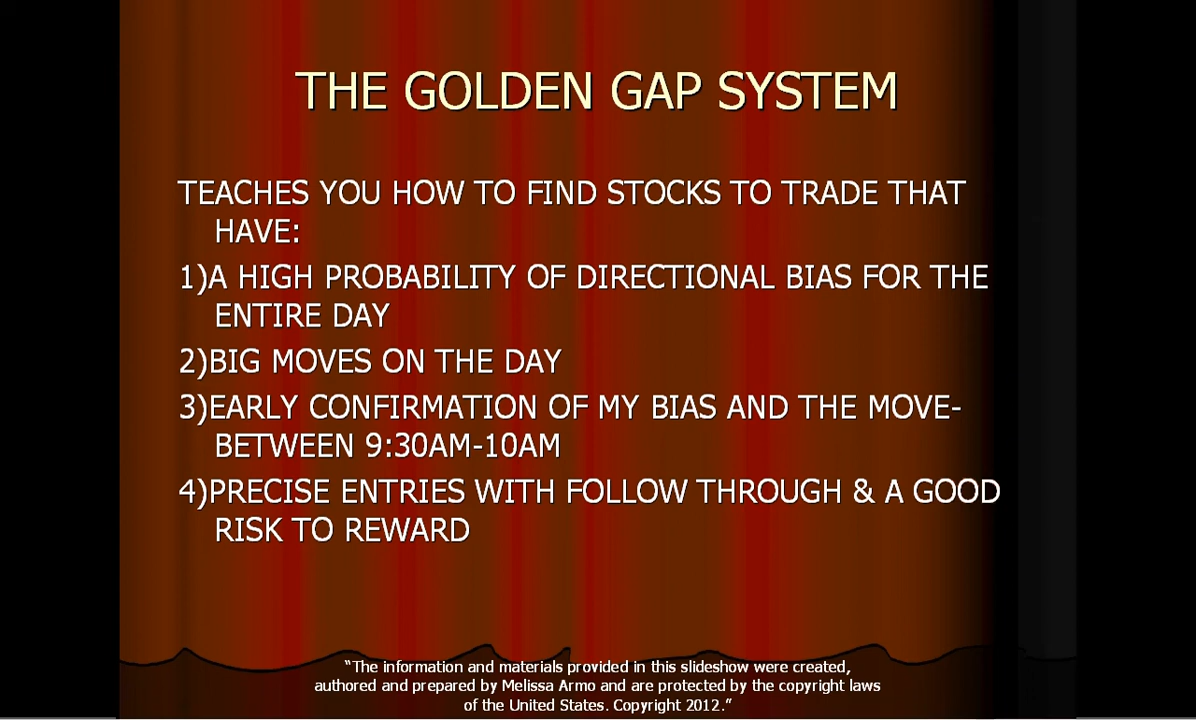 THE GOLDEN GAP SYSTEM
TEACHES YOU HOW TO FIND STOCKS TO TRADE THAT
HAVE:
1)A HIGH PROBABILITY OF DIRECTIONAL BIAS FOR THE
ENTIRE DAY
2)BIG MOVES ON THE DAY
3)EARLY CONFIRMATION OF MY BIAS AND THE MOVE-
BETWEEN 9:30AM-10AM
4)PRECISE ENTRIES WITH FOLLOW THROUGH & A GOOD
RISK TO REWARD
“The information and materials provided in this slideshow were created,
authored and prepared by Melissa Armo and are protected by the copyright laws
of the United States. Copyright 2012.”